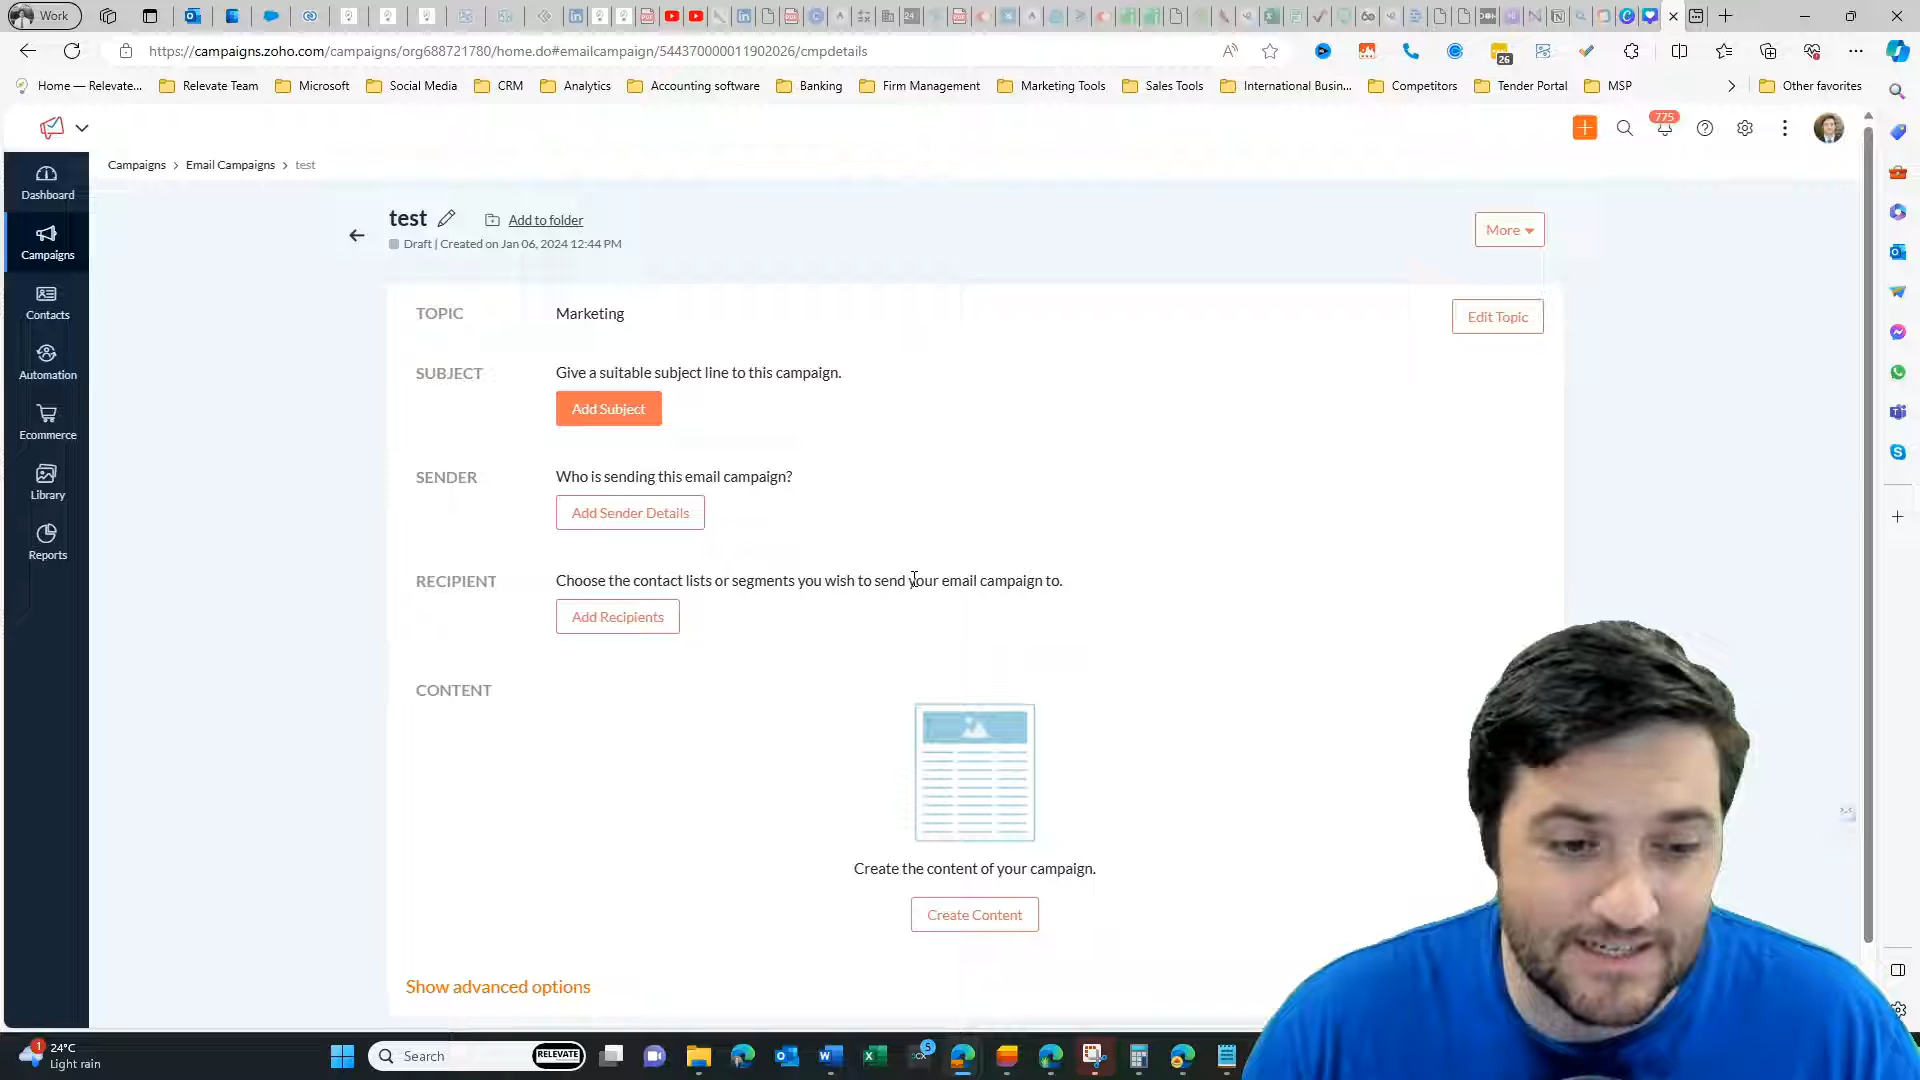 Work
https://campaigns.zoho.com/campaigns/org688721780/home.do#emailcampaign/544370000011902026/cmpdetails
26
Home — Relevate...
Relevate Team
Microsoft
Social Media
CRM
Analytics
Accounting software
Banking
Firm Management
Marketing Tools
Sales Tools
International Busin...
Competitors
Tender Portal
MSP
Other favorites
775
Campaigns > Email Campaigns > test
Dashboard
Campaigns
Contacts
Automation
Ecommerce
Library
Reports
test
Add to folder
Draft | Created on Jan 06, 2024 12:44 PM
More
TOPIC
Marketing
Edit Topic
SUBJECT
Give a suitable subject line to this campaign.
Add Subject
SENDER
Who is sending this email campaign?
Add Sender Details
RECIPIENT
Choose the contact lists or segments you wish to send your email campaign to.
Add Recipients
CONTENT
Create the content of your campaign.
Create Content
Show advanced options
1
24°C
Light rain
Search
RELEVATE
5